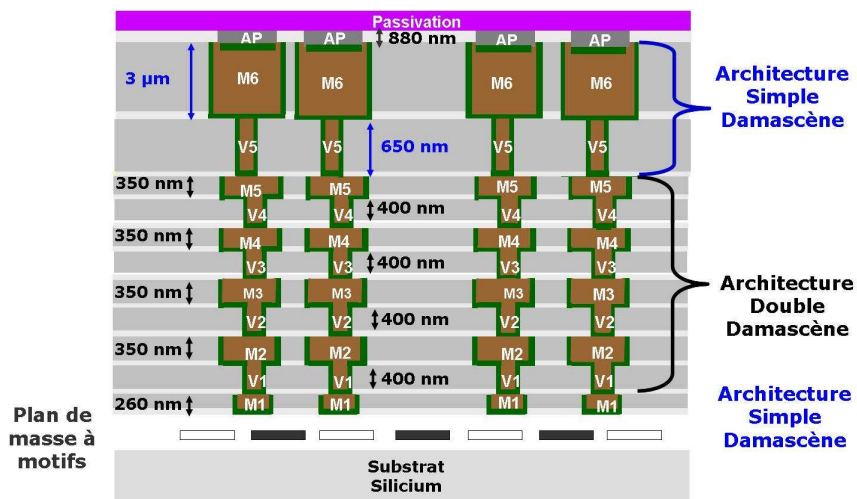 Passivation
AP AP AP AP
880 nm
3 µm
M6 M6 M6 M6
Architecture
Simple
Damascène
V5 V5 V5 V5
650 nm
350 nm
M5 M5 M5 M5
V4 V4 V4 V4
400 nm
350 nm
M4 M4 M4 M4
V3 V3 V3 V3
400 nm
350 nm
M3 M3 M3 M3
Architecture
Double
Damascène
V2 V2 V2 V2
400 nm
350 nm
M2 M2 M2 M2
V1 V1 V1 V1
400 nm
260 nm
M1 M1 M1 M1
Architecture
Simple
Damascène
Plan de
masse à
motifs
Substrat
Silicium